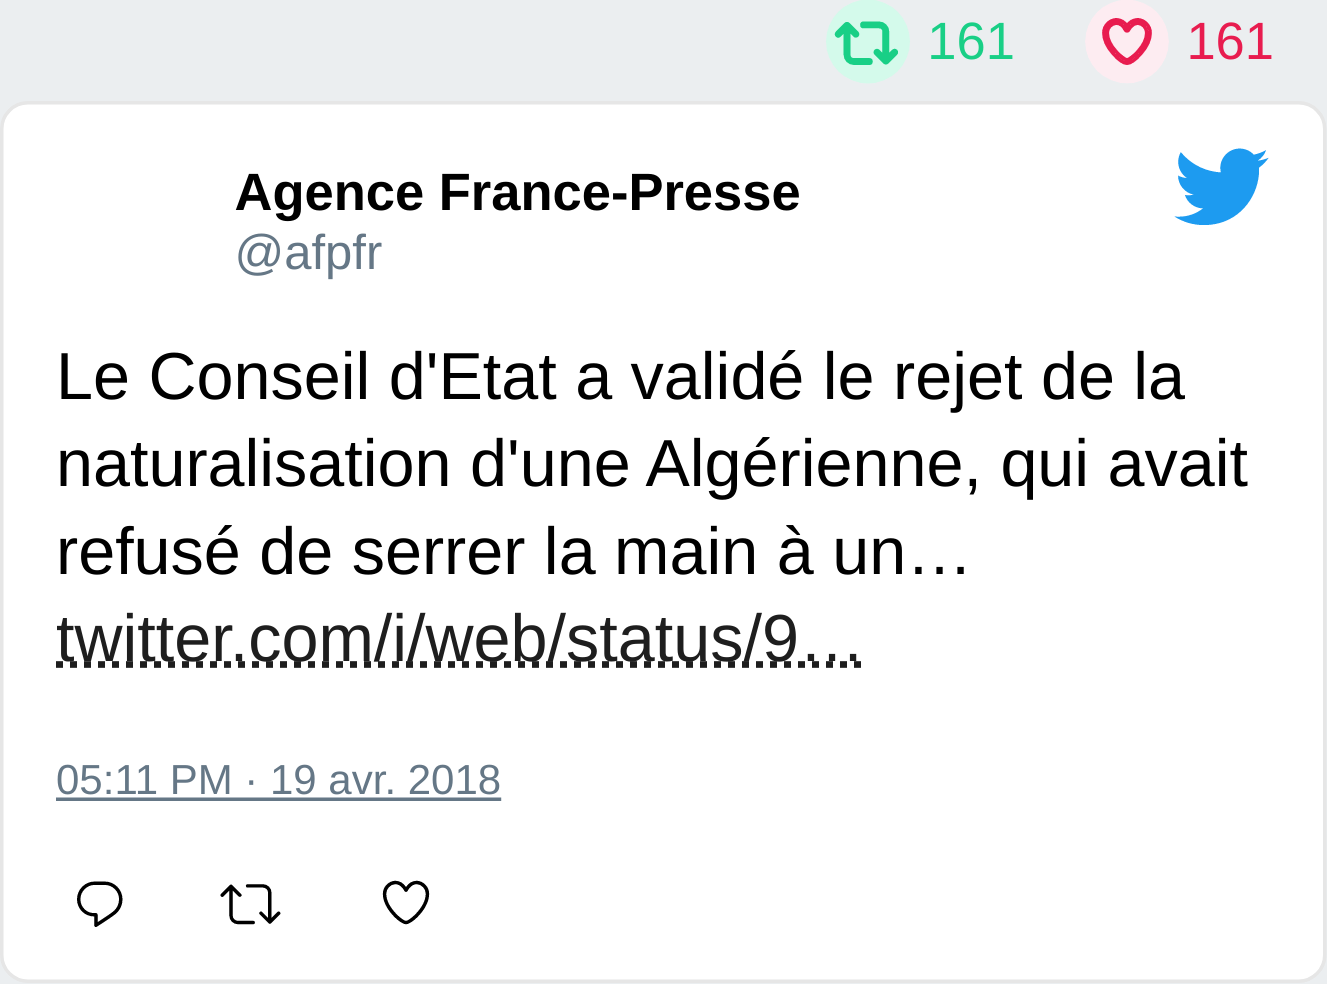 161 161
Agence France-Presse
@afpfr
Le Conseil d'Etat a validé le rejet de la
naturalisation d'une Algérienne, qui avait
refusé de serrer la main à un…
twitter.com/i/web/status/9…
05:11 PM · 19 avr. 2018